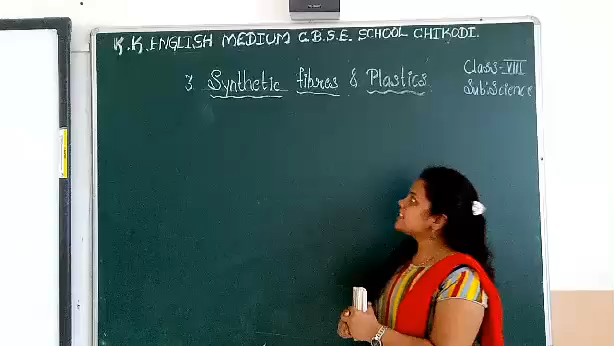 K.K.ENGLISH MEDIUM C.B.S.E. SCHOOL CHIKODI.
Class-VIII
3. Synthetic fibres & Plastics
Sub:Science